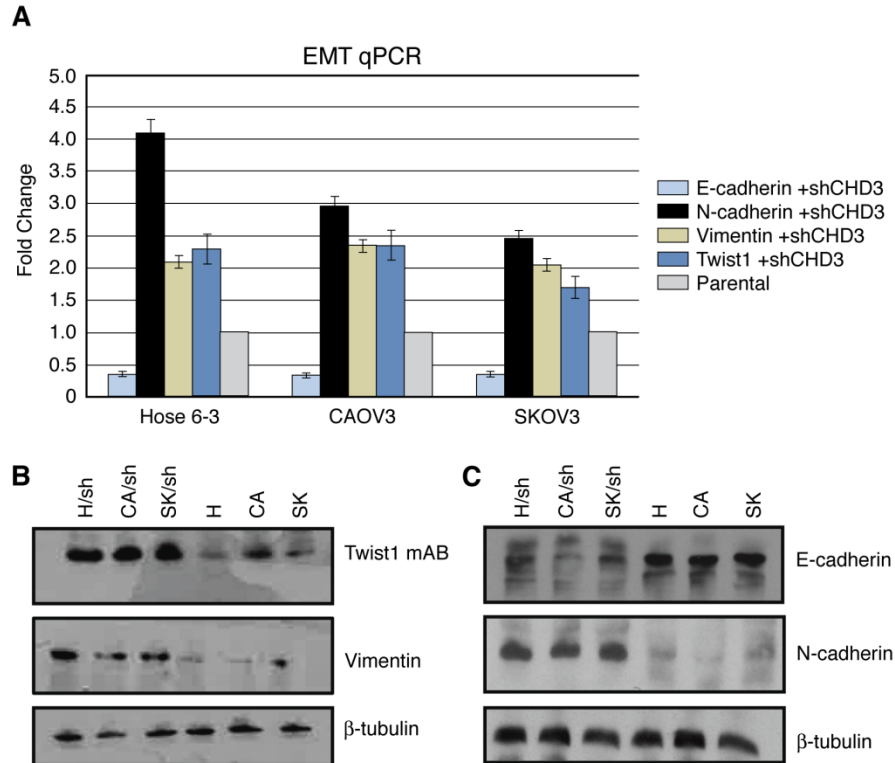 A
EMT qPCR
Fold Change
5.0
4.5
4.0
3.5
3.0
2.5
2.0
1.5
1.0
0.5
0
Hose 6-3
CAOV3
SKOV3
E-cadherin +shCHD3
N-cadherin +shCHD3
Vimentin +shCHD3
Twist1 +shCHD3
Parental
B
H/sh
CA/sh
SK/sh
H
CA
SK
Twist1 mAB
Vimentin
β-tubulin
C
H/sh
CA/sh
SK/sh
H
CA
SK
E-cadherin
N-cadherin
β-tubulin